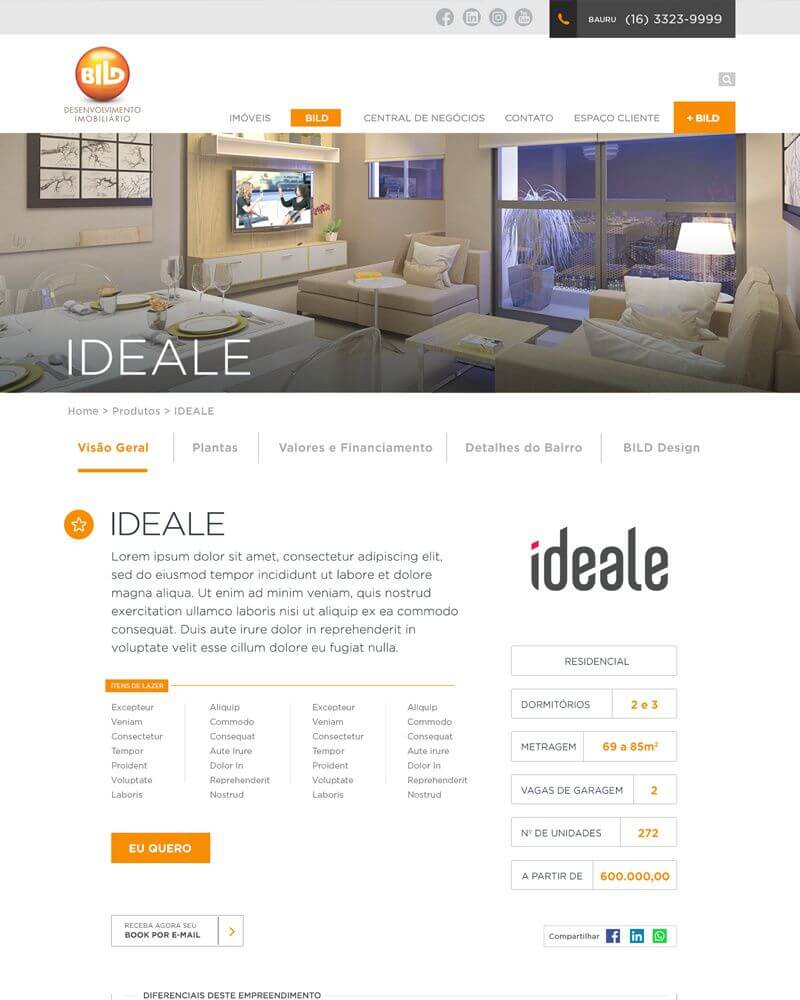 BAURU (16) 3323-9999
BILD
DESENVOLVIMENTO
IMOBILIÁRIO
IMÓVEIS BILD CENTRAL DE NEGÓCIOS CONTATO ESPAÇO CLIENTE + BILD
IDEALE
Home > Produtos > IDEALE
Visão Geral Plantas Valores e Financiamento Detalhes do Bairro BILD Design
IDEALE
Lorem ipsum dolor sit amet, consectetur adipiscing elit,
sed do eiusmod tempor incididunt ut labore et dolore
magna aliqua. Ut enim ad minim veniam, quis nostrud
exercitation ullamco laboris nisi ut aliquip ex ea commodo
consequat. Duis aute irure dolor in reprehenderit in
voluptate velit esse cillum dolore eu fugiat nulla.
ITENS DE LAZER
Excepteur
Veniam
Consectetur
Tempor
Proident
Voluptate
Laboris
Aliquip
Commodo
Consequat
Aute Irure
Dolor In
Reprehenderit
Nostrud
Excepteur
Veniam
Consectetur
Tempor
Proident
Voluptate
Laboris
Aliquip
Commodo
Consequat
Aute irure
Dolor In
Reprehenderit
Nostrud
EU QUERO
RECEBA AGORA SEU
BOOK POR E-MAIL
ideale
RESIDENCIAL
DORMITÓRIOS 2 e 3
METRAGEM 69 a 85m²
VAGAS DE GARAGEM 2
Nº DE UNIDADES 272
A PARTIR DE 600.000,00
Compartilhar
DIFERENCIAIS DESTE EMPREENDIMENTO